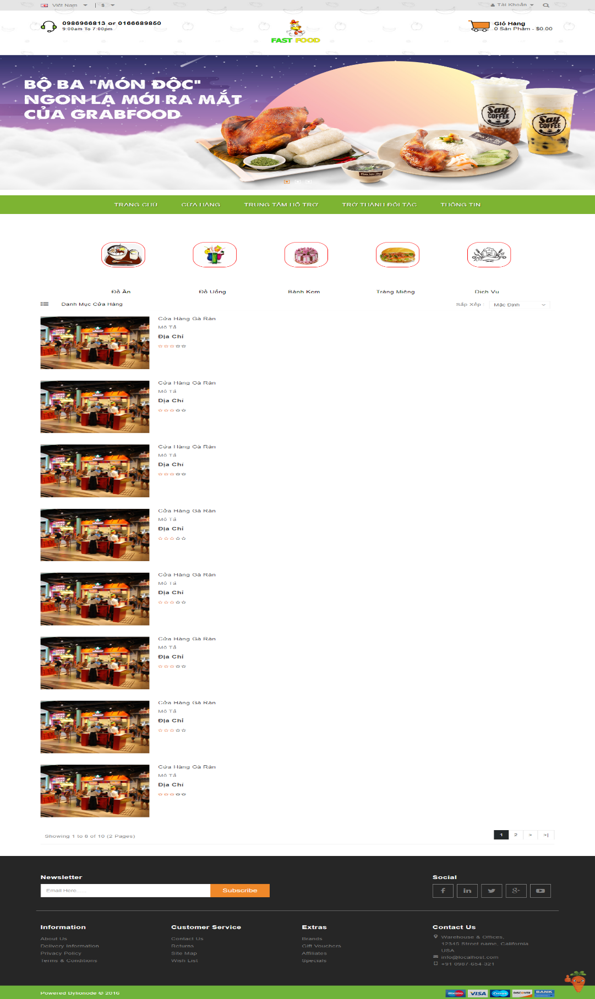 Việt Nam | $
Tài Khoản
0986966813 or 0166689850
9:00am To 7:00pm
FAST FOOD
Giỏ Hàng
0 Sản Phẩm - $0.00
BỘ BA "MÓN ĐỘC"
NGON LẠ MỚI RA MẮT
CỦA GRABFOOD
Say
COFFEE
Say
COFFEE
Phúc Lộc Thọ
Phúc Lộc Thọ
TRANG CHỦ CỬA HÀNG TRUNG TÂM HỖ TRỢ TRỞ THÀNH ĐỐI TÁC THÔNG TIN
Đồ Ăn Đồ Uống Bánh Kem Tráng Miệng Dịch Vụ
Danh Mục Cửa Hàng
Sắp Xếp : Mặc Định
Cửa Hàng Gà Rán
Mô Tả
Địa Chỉ
Cửa Hàng Gà Rán
Mô Tả
Địa Chỉ
Cửa Hàng Gà Rán
Mô Tả
Địa Chỉ
Cửa Hàng Gà Rán
Mô Tả
Địa Chỉ
Cửa Hàng Gà Rán
Mô Tả
Địa Chỉ
Cửa Hàng Gà Rán
Mô Tả
Địa Chỉ
Cửa Hàng Gà Rán
Mô Tả
Địa Chỉ
Cửa Hàng Gà Rán
Mô Tả
Địa Chỉ
Showing 1 to 8 of 10 (2 Pages)
1 2 > >|
Newsletter
Email Here......
Subscribe
Social
Information
About Us
Delivery Information
Privacy Policy
Terms & Conditions
Customer Service
Contact Us
Returns
Site Map
Wish List
Extras
Brands
Gift Vouchers
Affiliates
Specials
Contact Us
Warehouse & Offices,
12345 Street name, California
USA
info@localhost.com
+91 0987-654-321
Powered Bylionode © 2016
Maestro VISA Cirrus DISCOVER BANK